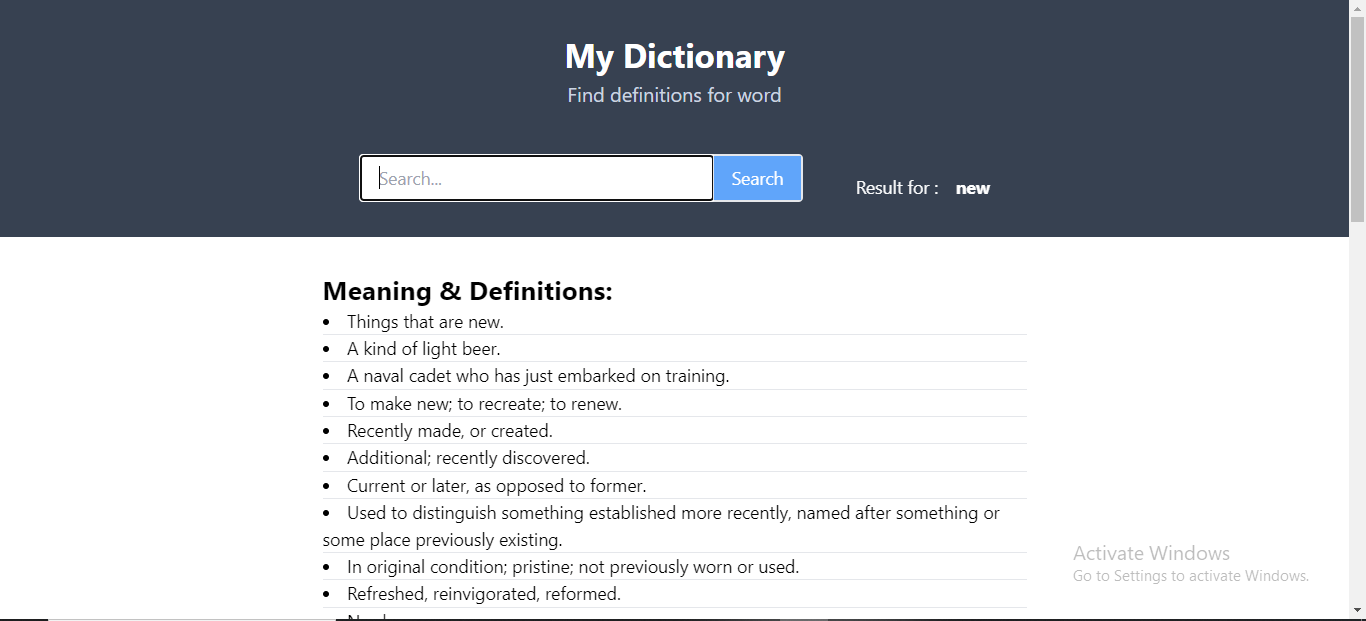 My Dictionary
Find definitions for word
Search...
Search
Result for : new
Meaning & Definitions:
• Things that are new.
• A kind of light beer.
• A naval cadet who has just embarked on training.
• To make new; to recreate; to renew.
• Recently made, or created.
• Additional; recently discovered.
• Current or later, as opposed to former.
• Used to distinguish something established more recently, named after something or
some place previously existing.
• In original condition; pristine; not previously worn or used.
• Refreshed, reinvigorated, reformed.
Activate Windows
Go to Settings to activate Windows.